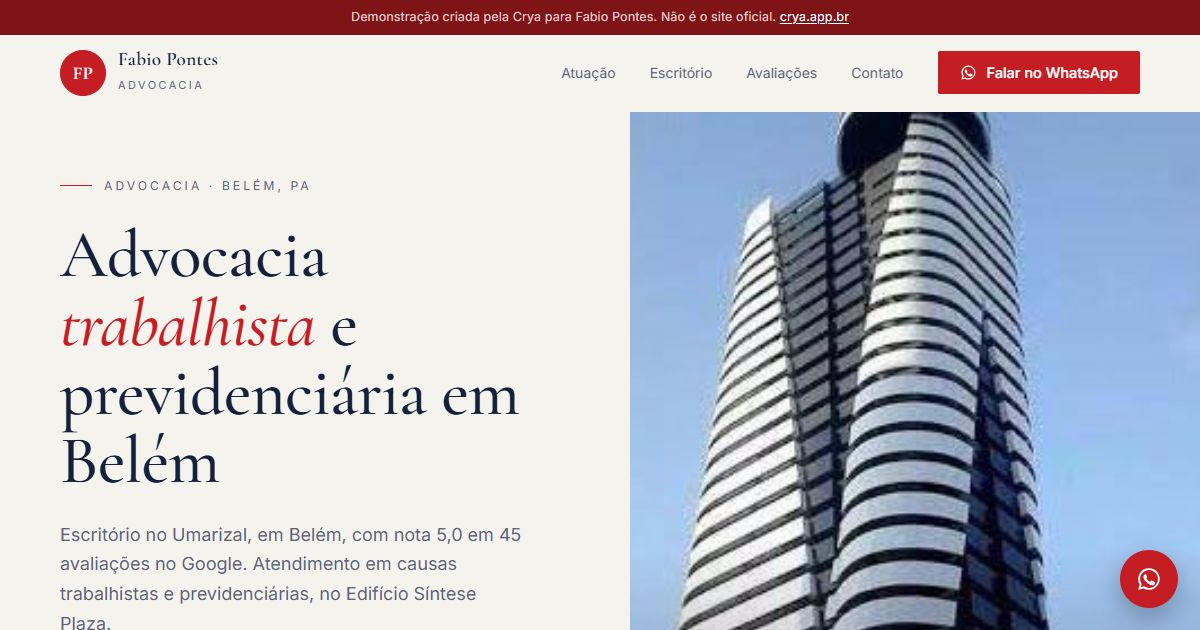 Demonstração criada pela Crya para Fabio Pontes. Não é o site oficial. crya.app.br
FP
Fabio Pontes
ADVOCACIA
Atuação
Escritório
Avaliações
Contato
Falar no WhatsApp
ADVOCACIA · BELÉM, PA
Advocacia
trabalhista e
previdenciária em
Belém
Escritório no Umarizal, em Belém, com nota 5,0 em 45
avaliações no Google. Atendimento em causas
trabalhistas e previdenciárias, no Edifício Síntese
Plaza.